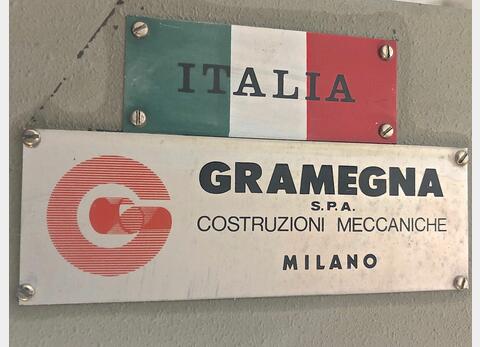 ITALIA
GRAMEGNA
S.P.A.
COSTRUZIONI MECCANICHE
MILANO